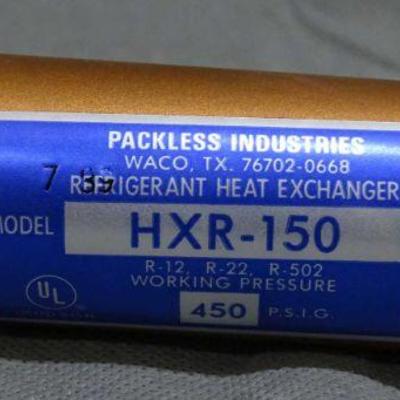 PACKLESS INDUSTRIES
WACO, TX. 76702-0668
7
REFRIGERANT HEAT EXCHANGER
MODEL HXR-150
R-12, R-22, R-502
WORKING PRESSURE
UL
450 P.S.I.G.